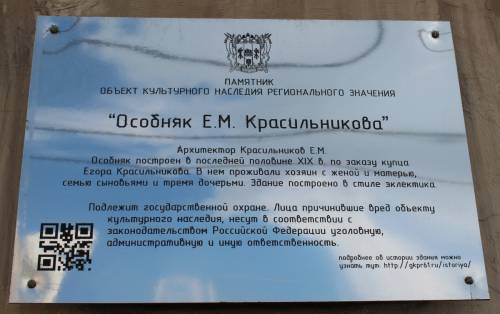 ПАМЯТНИК
ОБЪЕКТ КУЛЬТУРНОГО НАСЛЕДИЯ РЕГИОНАЛЬНОГО ЗНАЧЕНИЯ
"Особняк Е.М. Красильникова"
Архитектор Красильников Е.М.
Особняк построен в последней половине XIX в. по заказу купца
Егора Красильникова. В нем проживали хозяин с женой и матерью,
семью сыновьями и тремя дочерьми. Здание построено в стиле эклектика.
Подлежит государственной охране. Лица причинившие вред объекту
культурного наследия, несут в соответствии с
законодательством Российской Федерации уголовную,
административную и иную ответственность.
подробнее об истории здания можно
узнать тут: http://gkpr61.ru/istoriya/